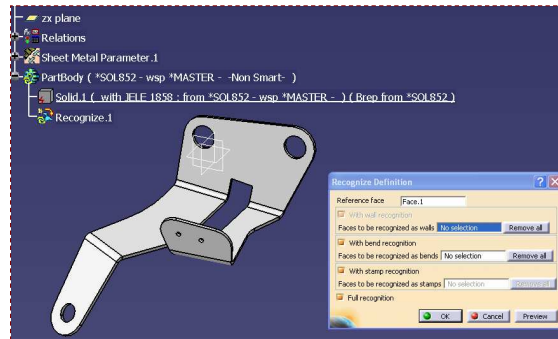 zx plane
Relations
Sheet Metal Parameter.1
PartBody ( *SOL852 - wsp *MASTER - -Non Smart- )
Solid.1 ( with JELE 1858 : from *SOL852 - wsp *MASTER - ) ( Brep from *SOL852 )
Recognize.1
Recognize Definition
Reference face Face.1
With wall recognition
Faces to be recognized as walls No selection Remove all
With bend recognition
Faces to be recognized as bends No selection Remove all
With stamp recognition
Faces to be recognized as stamps No selection Remove all
Full recognition
OK Cancel Preview